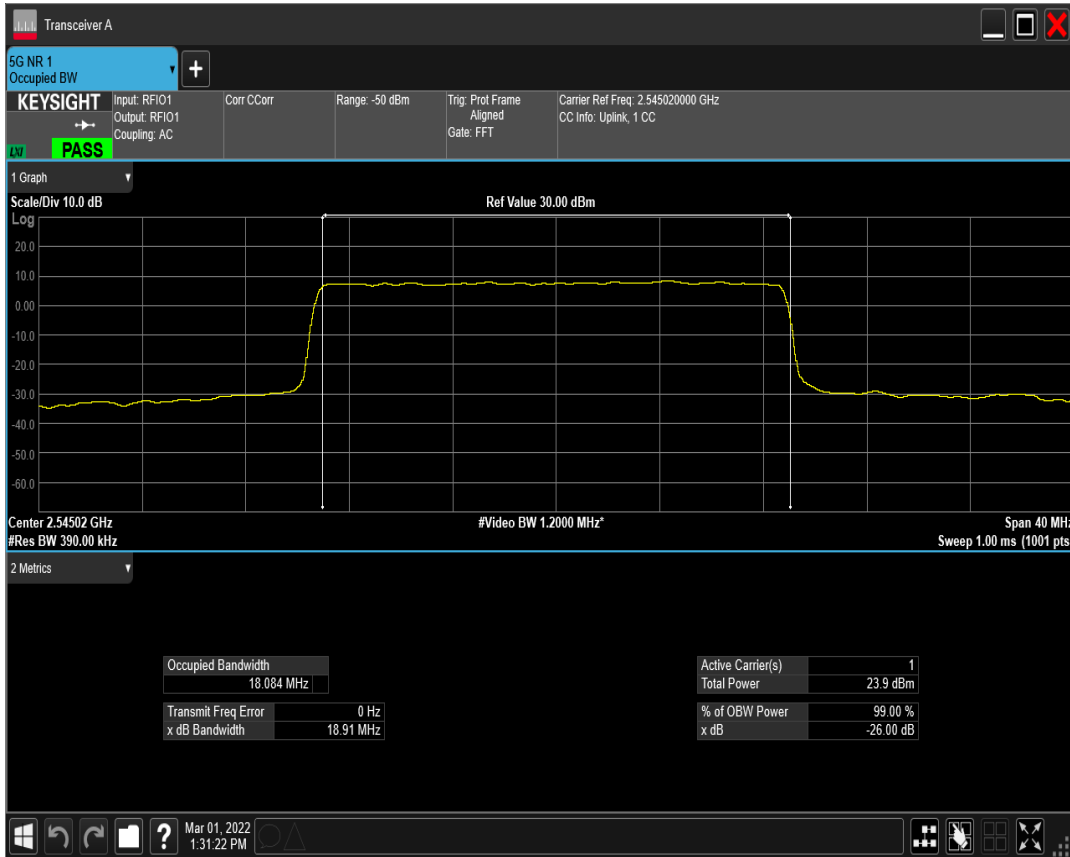 Transceiver A
5G NR 1
Occupied BW
KEYSIGHT
LXI
PASS
Input: RFIO1
Output: RFIO1
Coupling: AC
Corr CCorr
Range: -50 dBm
Trig: Prot Frame
Aligned
Gate: FFT
Carrier Ref Freq: 2.545020000 GHz
CC Info: Uplink, 1 CC
1 Graph
Scale/Div 10.0 dB
Ref Value 30.00 dBm
Log
20.0
10.0
0.00
-10.0
-20.0
-30.0
-40.0
-50.0
-60.0
Center 2.54502 GHz
#Video BW 1.2000 MHz*
Span 40 MHz
#Res BW 390.00 kHz
Sweep 1.00 ms (1001 pts
2 Metrics
Occupied Bandwidth
18.084 MHz
Transmit Freq Error 0 Hz
x dB Bandwidth 18.91 MHz
Active Carrier(s) 1
Total Power 23.9 dBm
% of OBW Power 99.00 %
x dB -26.00 dB
?
Mar 01, 2022
1:31:22 PM